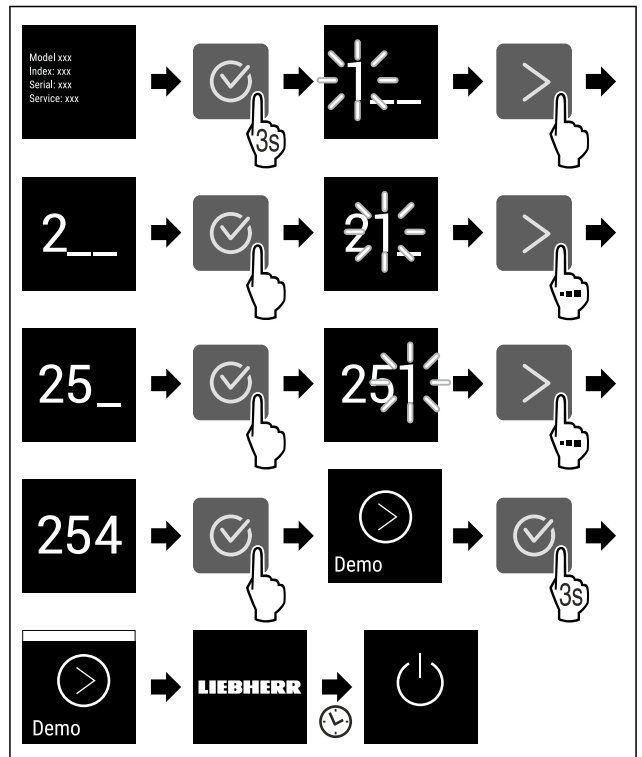 Model xxx
Index: xxx
Serial: xxx
Service: xxx
3s
1__
2__
21_
25_
251
254
Demo
3s
Demo
LIEBHERR